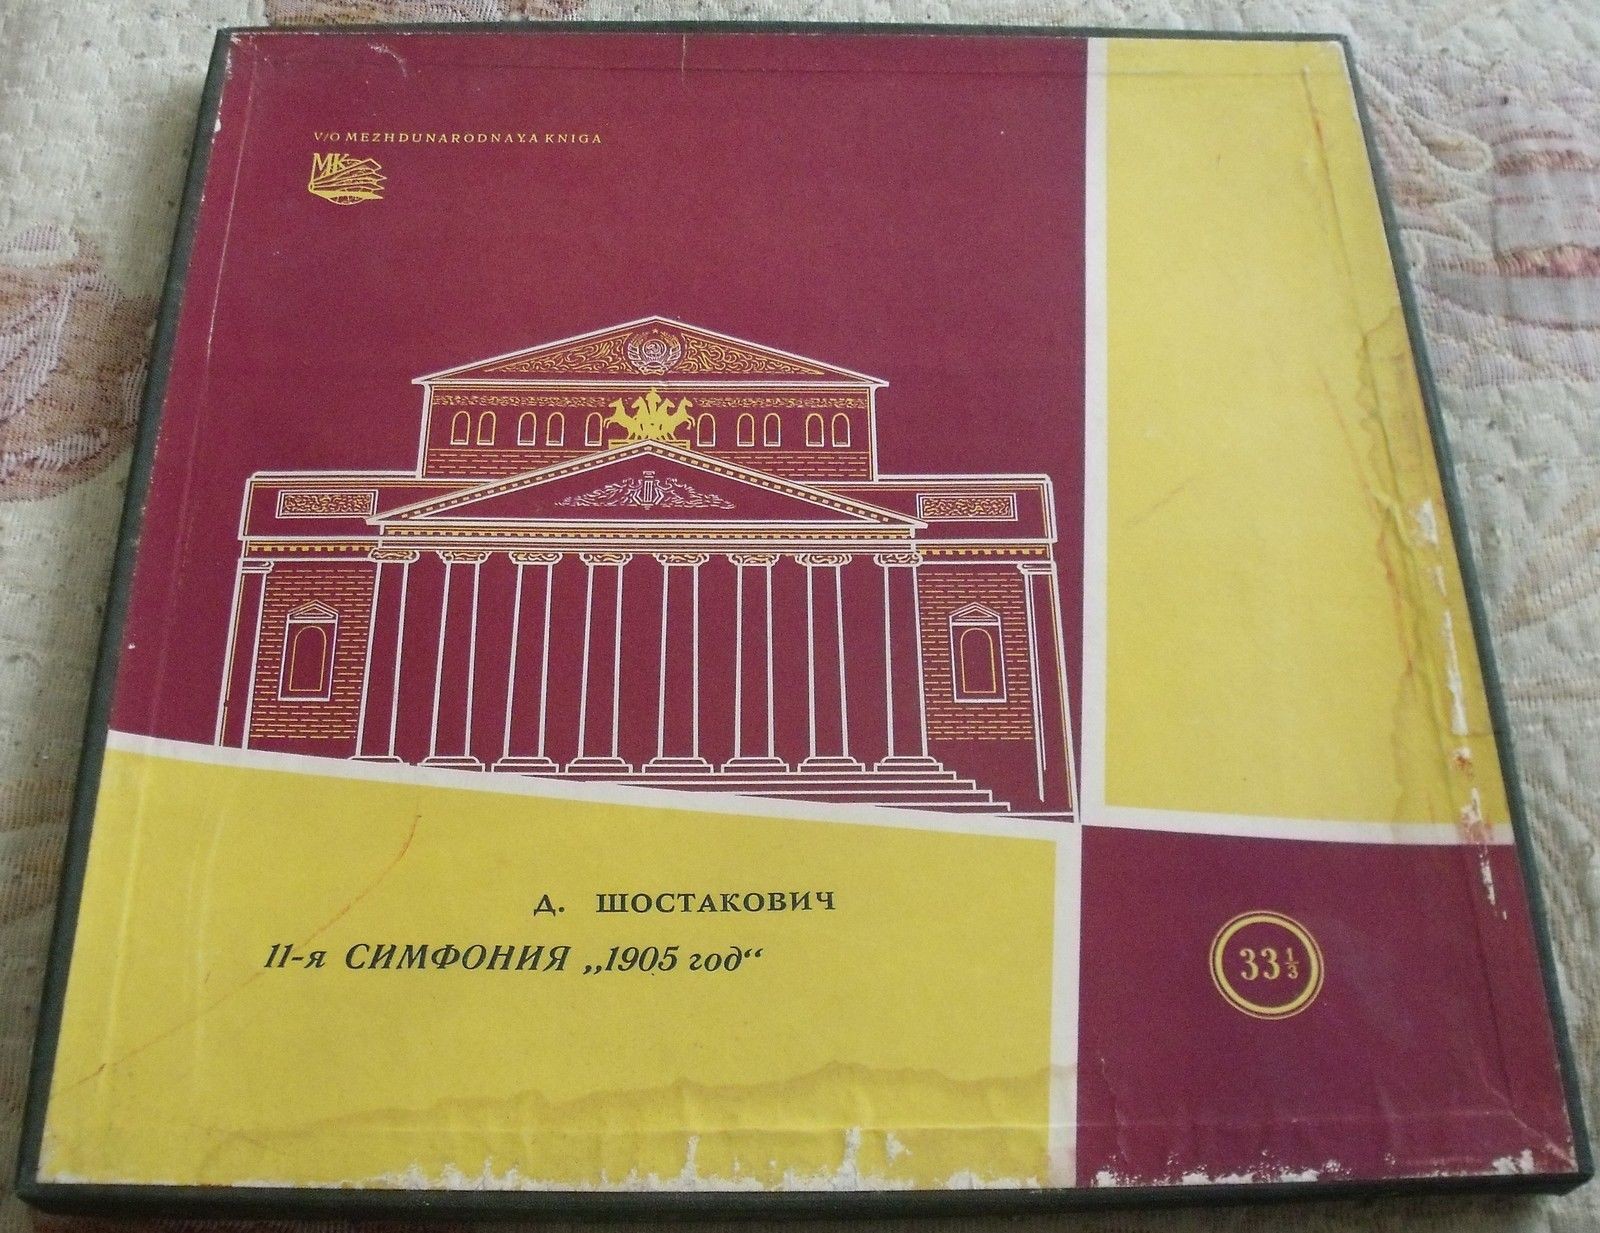 V/O MEZHDUNARODNAYA KNIGA
МК
Д. ШОСТАКОВИЧ
11-я СИМФОНИЯ „1905 год“
33⅓